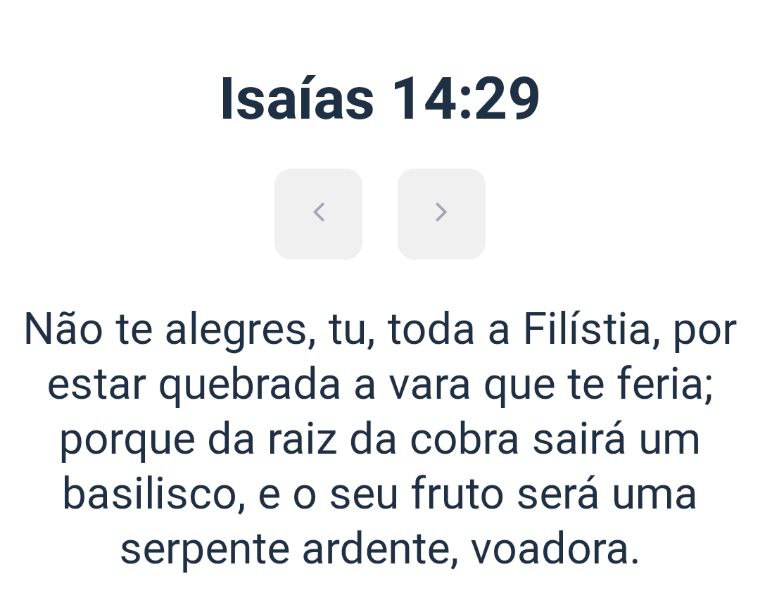 Isaías 14:29
Não te alegres, tu, toda a Filístia, por
estar quebrada a vara que te feria;
porque da raiz da cobra sairá um
basilisco, e o seu fruto será uma
serpente ardente, voadora.